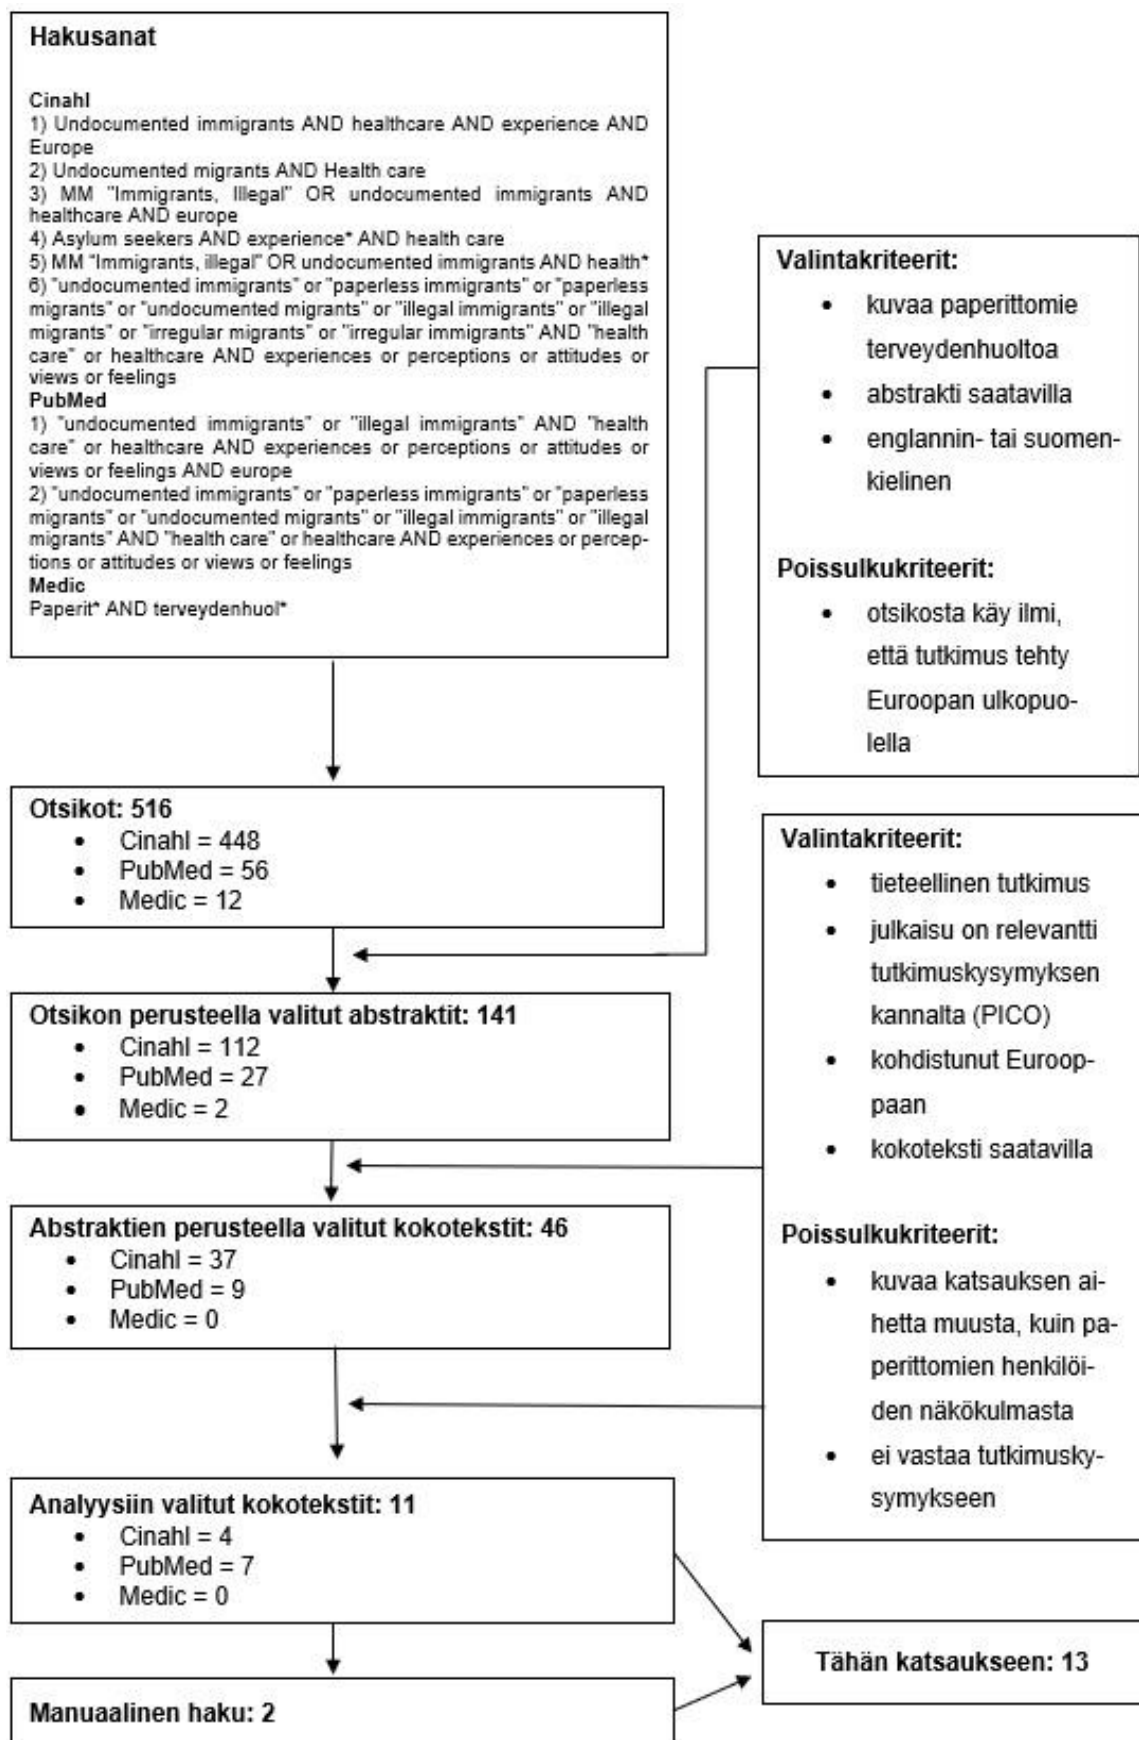 Hakusanat
Cinahl
1) Undocumented immigrants AND healthcare AND experience AND
Europe
2) Undocumented migrants AND Health care
3) MM "Immigrants, Illegal" OR undocumented immigrants AND
healthcare AND europe
4) Asylum seekers AND experience* AND health care
5) MM "Immigrants, illegal" OR undocumented immigrants AND health*
6) "undocumented immigrants" or "paperless immigrants" or "paperless
migrants" or "undocumented migrants" or "illegal immigrants" or "illegal
migrants" or "irregular migrants" or "irregular immigrants" AND "health
care" or healthcare AND experiences or perceptions or attitudes or
views or feelings
PubMed
1) "undocumented immigrants" or "illegal immigrants" AND "health
care" or healthcare AND experiences or perceptions or attitudes or
views or feelings AND europe
2) "undocumented immigrants" or "paperless immigrants" or "paperless
migrants" or "undocumented migrants" or "illegal immigrants" or "illegal
migrants" AND "health care" or healthcare AND experiences or percep-
tions or attitudes or views or feelings
Medic
Paperit* AND terveydenhuol*
Valintakriteerit:
• kuvaa paperittomie
terveydenhuoltoa
• abstrakti saatavilla
• englannin- tai suomen-
kielinen
Poissulkukriteerit:
• otsikosta käy ilmi,
että tutkimus tehty
Euroopan ulkopuo-
lella
Otsikot: 516
• Cinahl = 448
• PubMed = 56
• Medic = 12
Otsikon perusteella valitut abstraktit: 141
• Cinahl = 112
• PubMed = 27
• Medic = 2
Valintakriteerit:
• tieteellinen tutkimus
• julkaisu on relevantti
tutkimuskysymyksen
kannalta (PICO)
• kohdistunut Euroop-
paan
• kokoteksti saatavilla
Poissulkukriteerit:
• kuvaa katsauksen ai-
hetta muusta, kuin pa-
perittomien henkilöi-
den näkökulmasta
• ei vastaa tutkimusky-
symykseen
Abstraktien perusteella valitut kokotekstit: 46
• Cinahl = 37
• PubMed = 9
• Medic = 0
Analyysiin valitut kokotekstit: 11
• Cinahl = 4
• PubMed = 7
• Medic = 0
Manuaalinen haku: 2
Tähän katsaukseen: 13